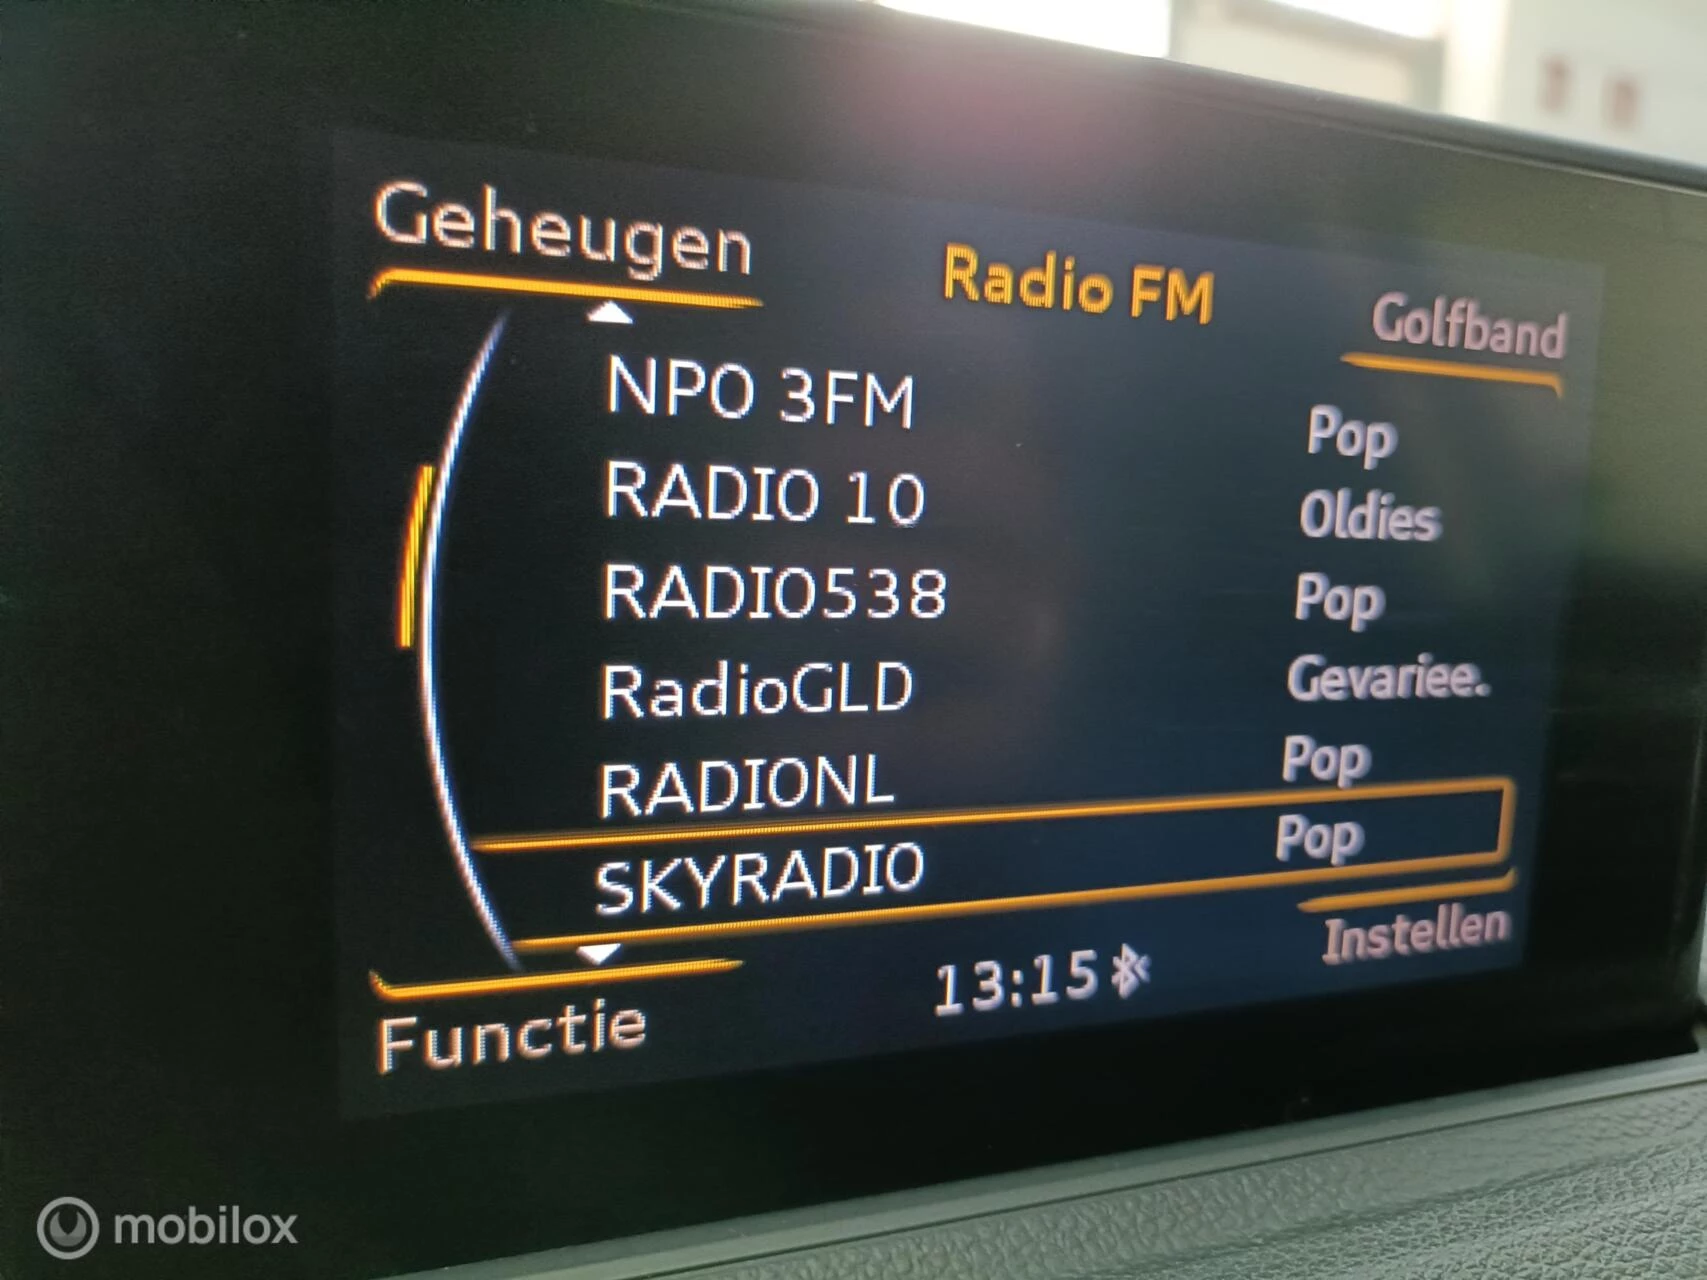 Geheugen
Radio FM
Golfband
NPO 3FM Pop
RADIO 10 Oldies
RADIO538 Pop
RadioGLD Gevariee.
RADIONL Pop
SKYRADIO Pop
Functie
13:15
Instellen
mobilox